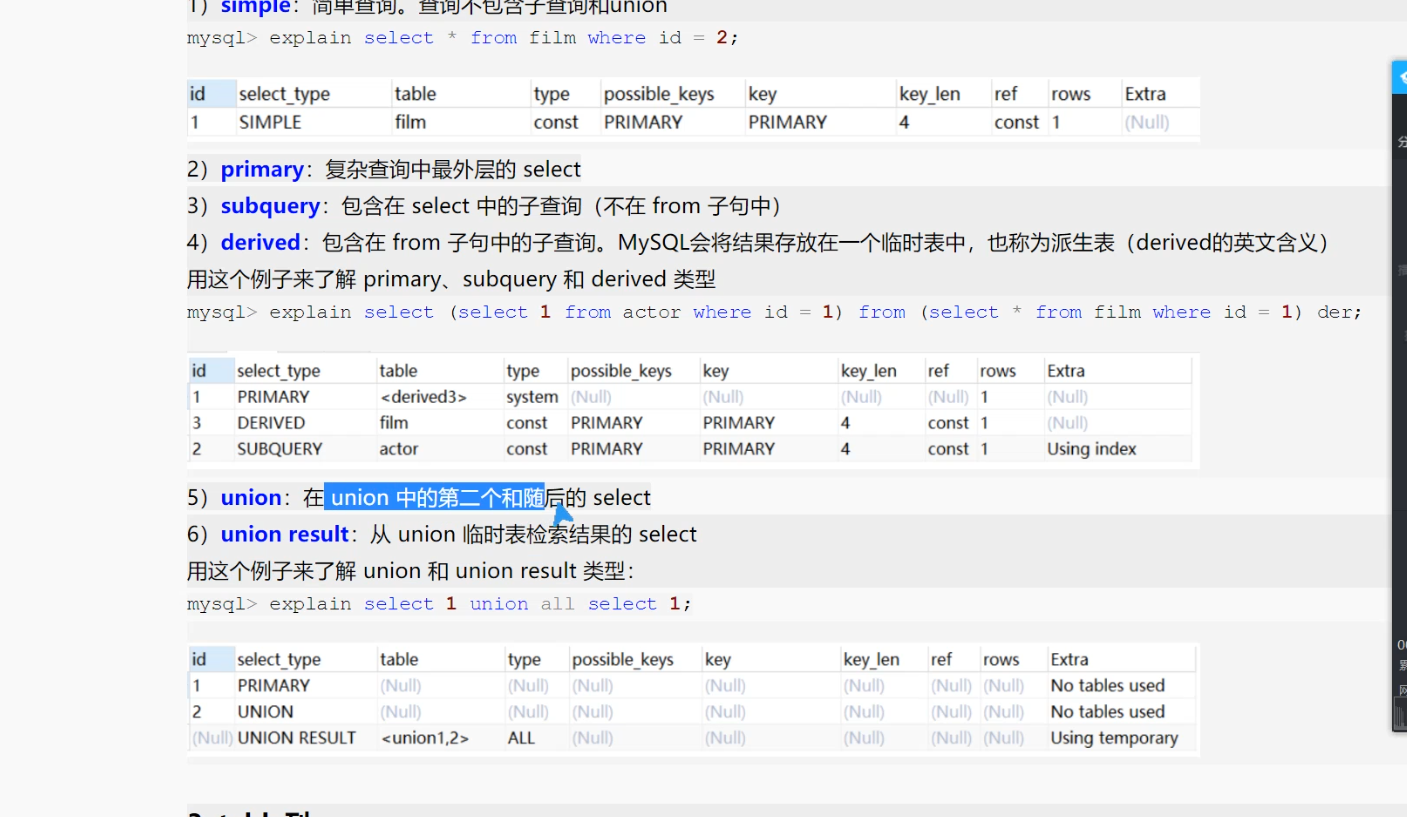 1）simple：简单查询。查询不包含子查询和union
mysql> explain select * from film where id = 2;
id select_type table type possible_keys key key_len ref rows Extra
1 SIMPLE film const PRIMARY PRIMARY 4 const 1 (Null)
2）primary：复杂查询中最外层的 select
3）subquery：包含在 select 中的子查询（不在 from 子句中）
4）derived：包含在 from 子句中的子查询。MySQL会将结果存放在一个临时表中，也称为派生表（derived的英文含义）
用这个例子来了解 primary、subquery 和 derived 类型
mysql> explain select (select 1 from actor where id = 1) from (select * from film where id = 1) der;
id select_type table type possible_keys key key_len ref rows Extra
1 PRIMARY <derived3> system (Null) (Null) (Null) (Null) 1 (Null)
3 DERIVED film const PRIMARY PRIMARY 4 const 1 (Null)
2 SUBQUERY actor const PRIMARY PRIMARY 4 const 1 Using index
5）union：在 union 中的第二个和随后的 select
6）union result：从 union 临时表检索结果的 select
用这个例子来了解 union 和 union result 类型：
mysql> explain select 1 union all select 1;
id select_type table type possible_keys key key_len ref rows Extra
1 PRIMARY (Null) (Null) (Null) (Null) (Null) (Null) (Null) No tables used
2 UNION (Null) (Null) (Null) (Null) (Null) (Null) (Null) No tables used
(Null) UNION RESULT <union1,2> ALL (Null) (Null) (Null) (Null) (Null) Using temporary